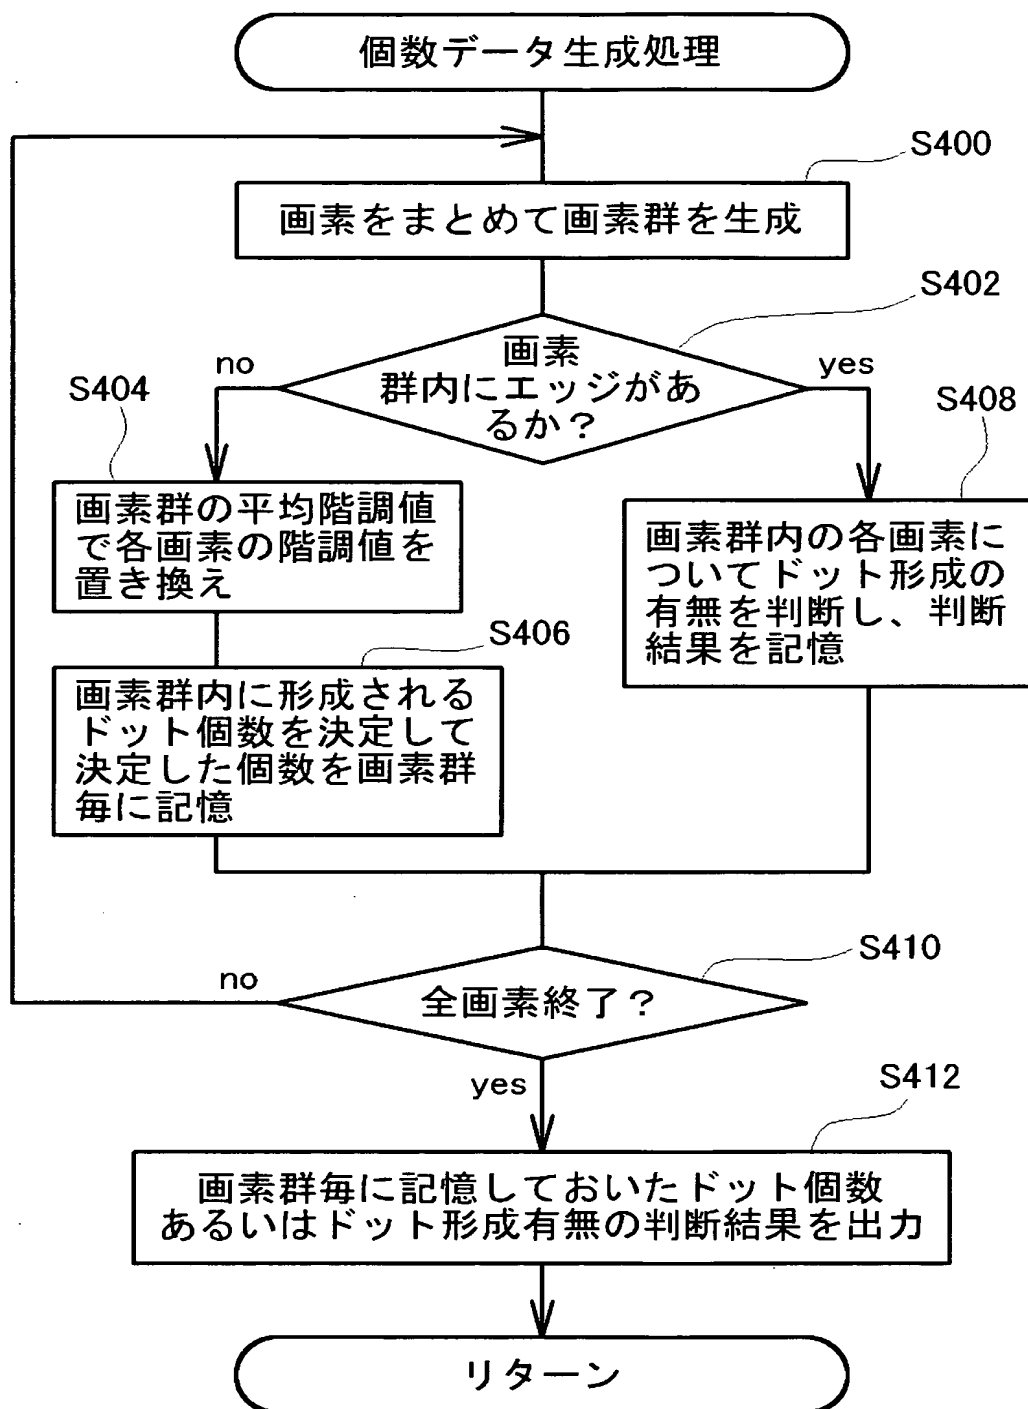 個数データ生成処理
S400
画素をまとめて画素群を生成
S402
画素
群内にエッジがあ
るか？
no
yes
S404
画素群の平均階調値
で各画素の階調値を
置き換え
S408
画素群内の各画素に
ついてドット形成の
有無を判断し、判断
結果を記憶
S406
画素群内に形成される
ドット個数を決定して
決定した個数を画素群
毎に記憶
S410
全画素終了？
no
yes
S412
画素群毎に記憶しておいたドット個数
あるいはドット形成有無の判断結果を出力
リターン